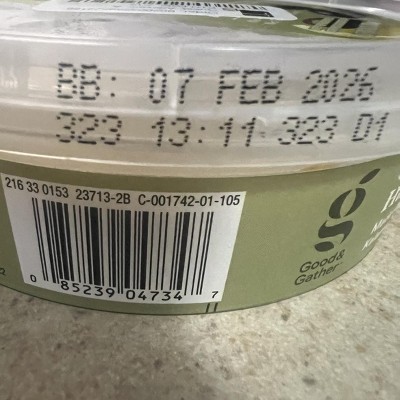 BB: 07 FEB 2026
323 13:11 323 D1
216 33 0153 23713-2B C-001742-01-105
0 85239 04734 7
g
Good&
Gather™